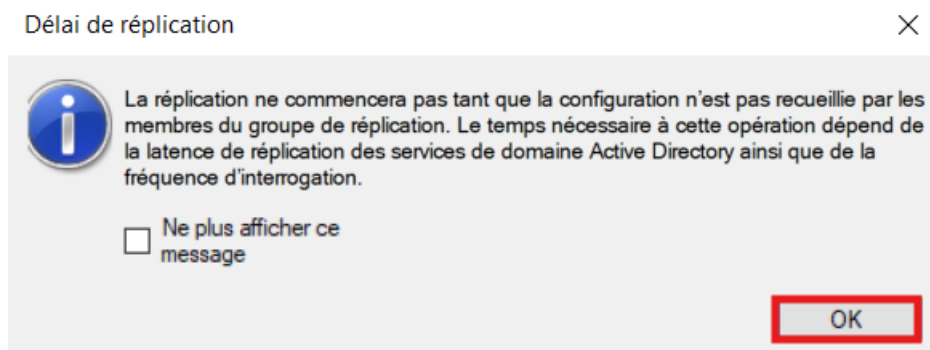 Délai de réplication
La réplication ne commencera pas tant que la configuration n’est pas recueillie par les
membres du groupe de réplication. Le temps nécessaire à cette opération dépend de
la latence de réplication des services de domaine Active Directory ainsi que de la
fréquence d’interrogation.
Ne plus afficher ce
message
OK